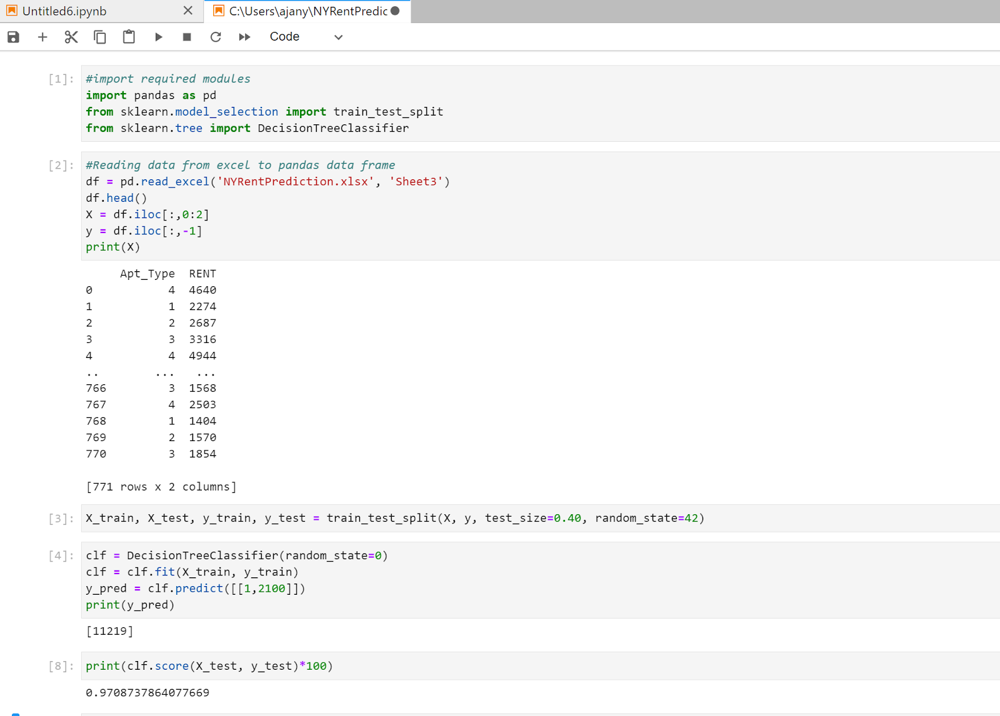 Untitled6.ipynb
C:\Users\ajany\NYRentPredic
Code
[1]:
#import required modules
import pandas as pd
from sklearn.model_selection import train_test_split
from sklearn.tree import DecisionTreeClassifier
[2]:
#Reading data from excel to pandas data frame
df = pd.read_excel('NYRentPrediction.xlsx', 'Sheet3')
df.head()
X = df.iloc[:,0:2]
y = df.iloc[:,-1]
print(X)
Apt_Type RENT
0 4 4640
1 1 2274
2 2 2687
3 3 3316
4 4 4944
.. ... ...
766 3 1568
767 4 2503
768 1 1404
769 2 1570
770 3 1854
[771 rows x 2 columns]
[3]:
X_train, X_test, y_train, y_test = train_test_split(X, y, test_size=0.40, random_state=42)
[4]:
clf = DecisionTreeClassifier(random_state=0)
clf = clf.fit(X_train, y_train)
y_pred = clf.predict([[1,2100]])
print(y_pred)
[11219]
[8]:
print(clf.score(X_test, y_test)*100)
0.9708737864077669